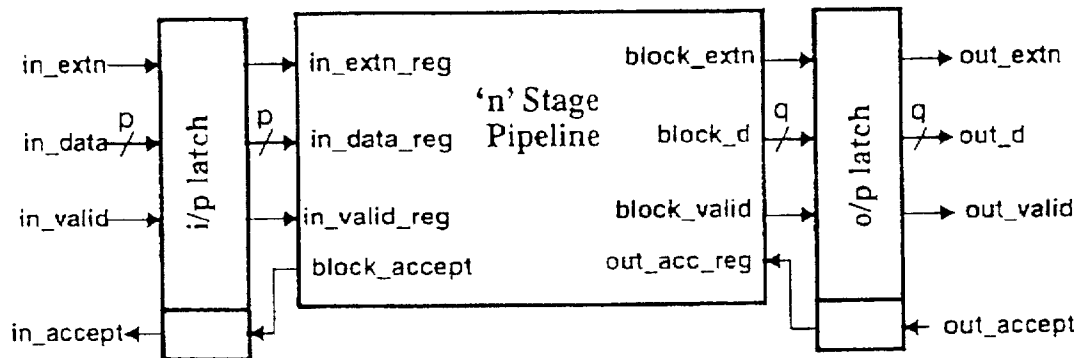 in_extn
in_extn_reg
block_extn
out_extn
'n' Stage
Pipeline
in_data
p
p
in_data_reg
block_d
q
q
out_d
i/p latch
o/p latch
in_valid
in_valid_reg
block_valid
out_valid
block_accept
out_acc_reg
in_accept
out_accept